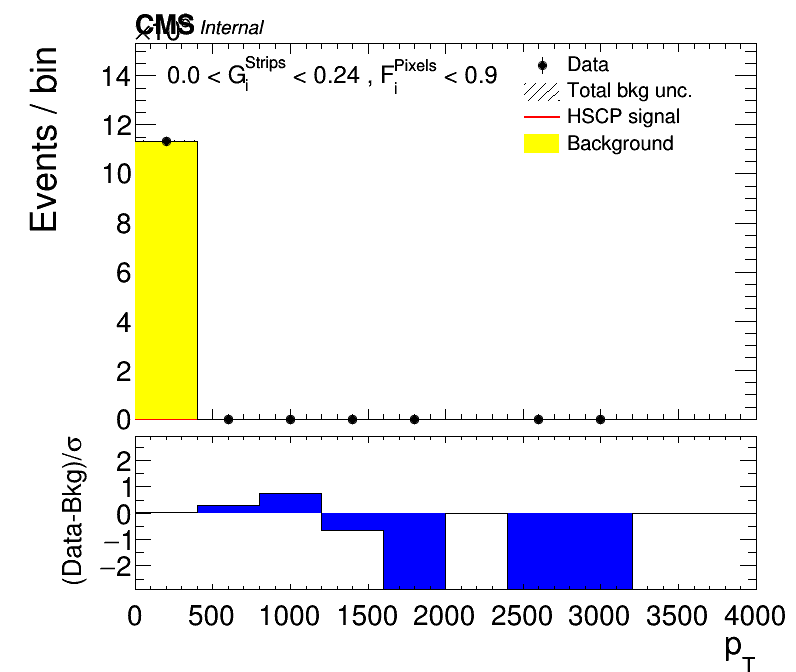 CMS Internal
0.0 < G_i^Strips < 0.24 , F_i^Pixels < 0.9
Data
Total bkg unc.
HSCP signal
Background
Events / bin
14
12
10
8
6
4
2
0
(Data-Bkg)/σ
2
1
0
−1
−2
0 500 1000 1500 2000 2500 3000 3500 4000
p_T